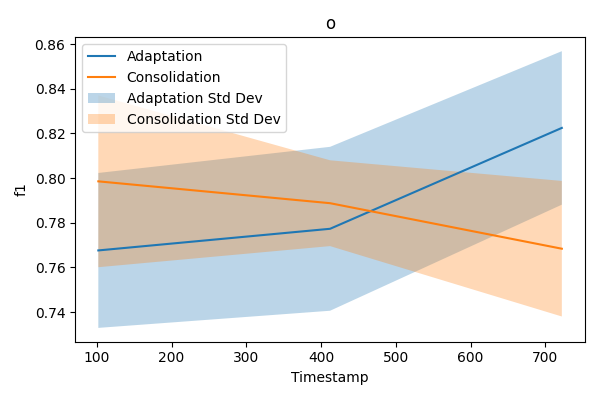 o
Adaptation
Consolidation
Adaptation Std Dev
Consolidation Std Dev
f1
0.86
0.84
0.82
0.80
0.78
0.76
0.74
100 200 300 400 500 600 700
Timestamp